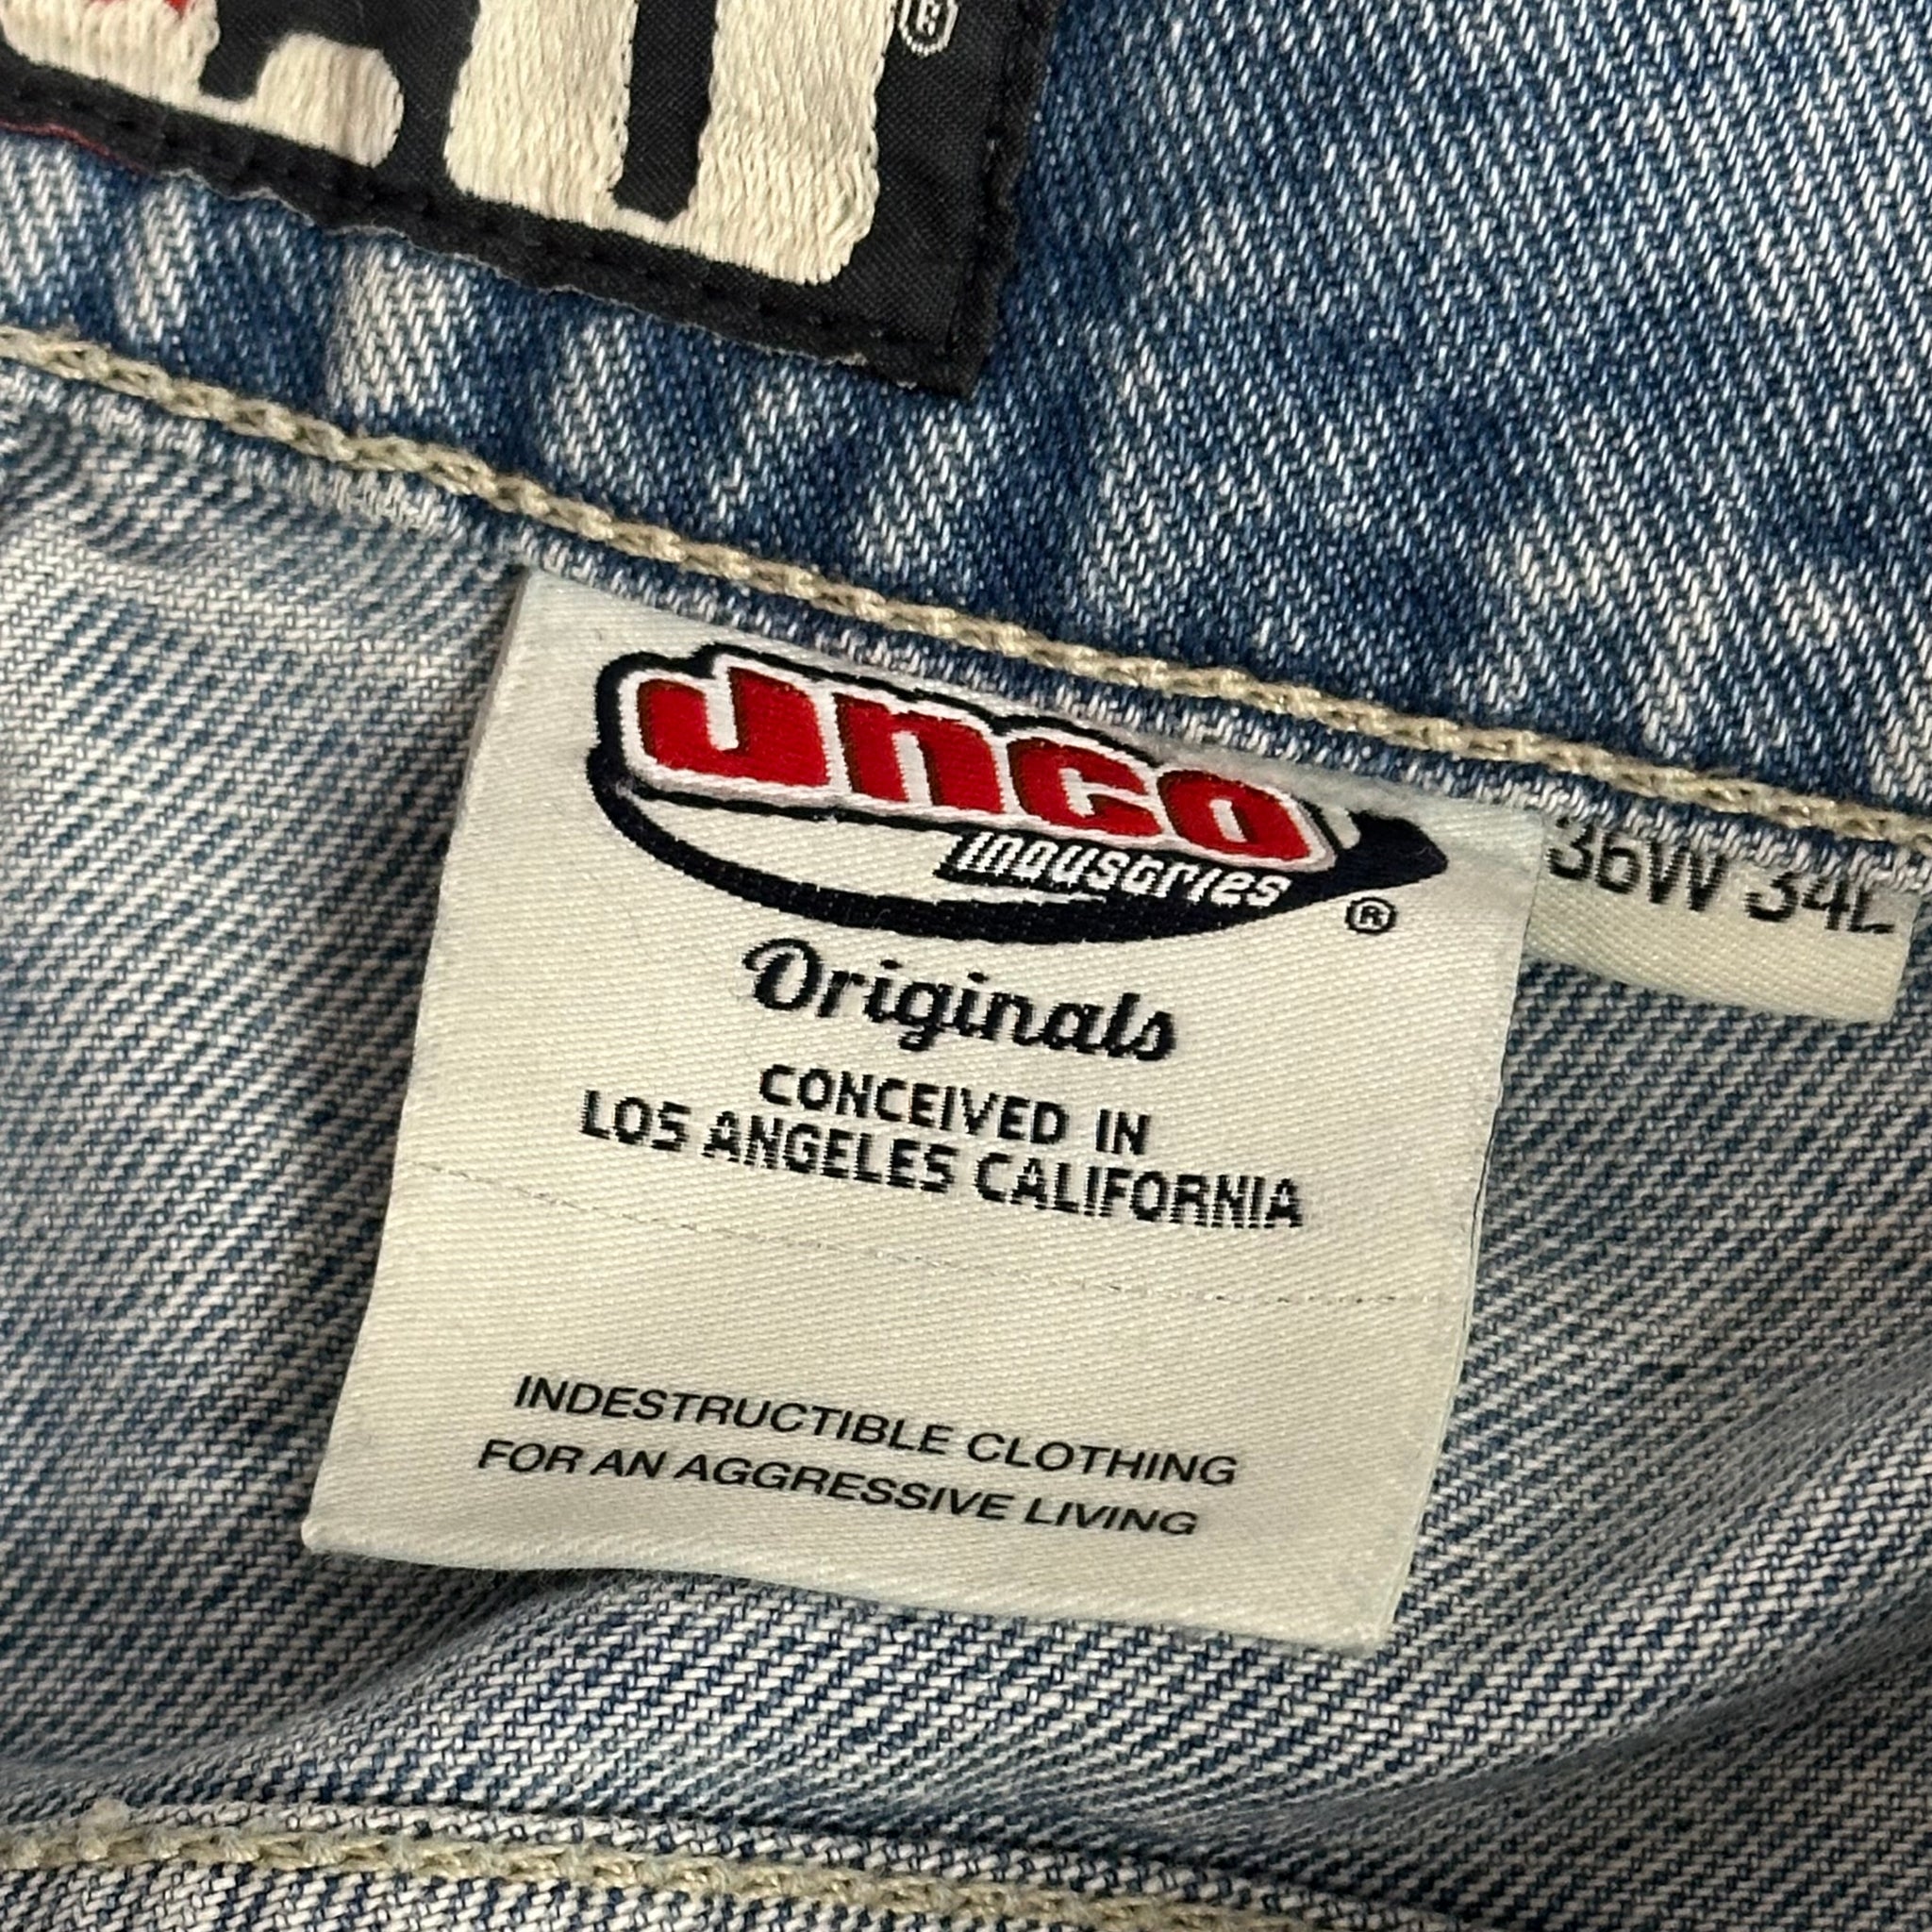 ®
Jnco
industries
®
36W 34L
Originals
CONCEIVED IN
LOS ANGELES CALIFORNIA
INDESTRUCTIBLE CLOTHING
FOR AN AGGRESSIVE LIVING